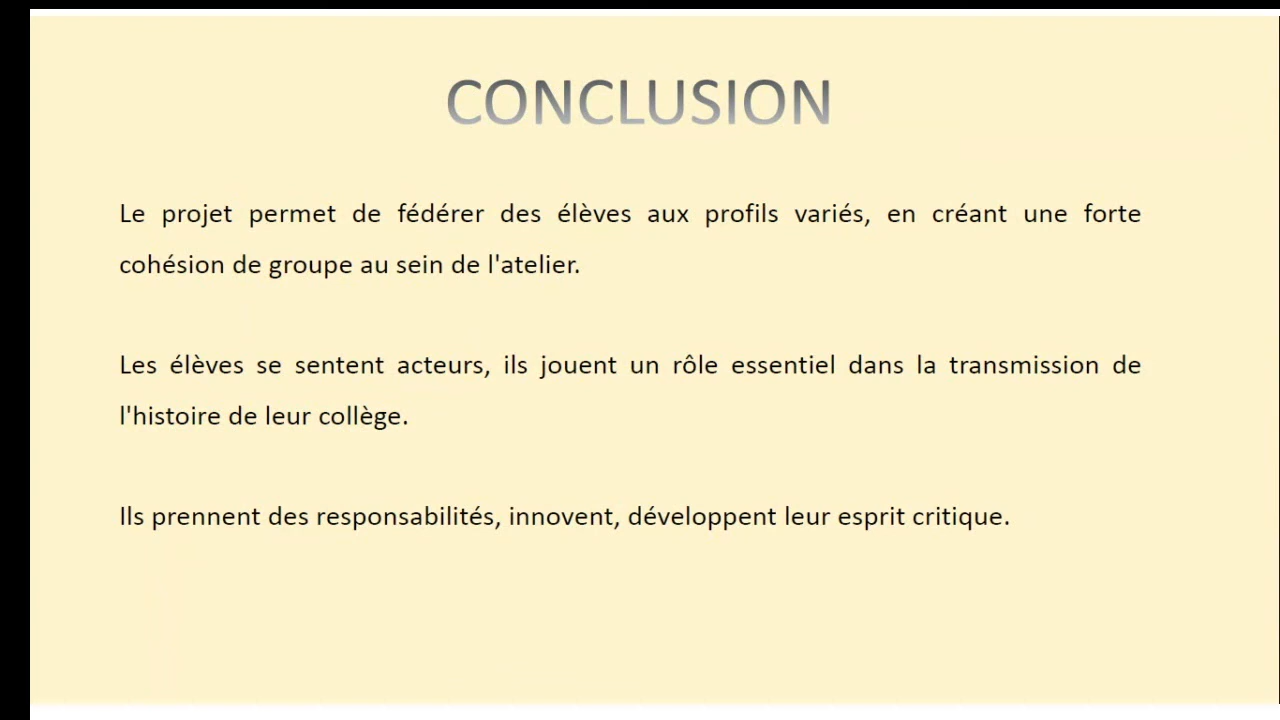 CONCLUSION
Le projet permet de fédérer des élèves aux profils variés, en créant une forte
cohésion de groupe au sein de l'atelier.
Les élèves se sentent acteurs, ils jouent un rôle essentiel dans la transmission de
l'histoire de leur collège.
Ils prennent des responsabilités, innovent, développent leur esprit critique.